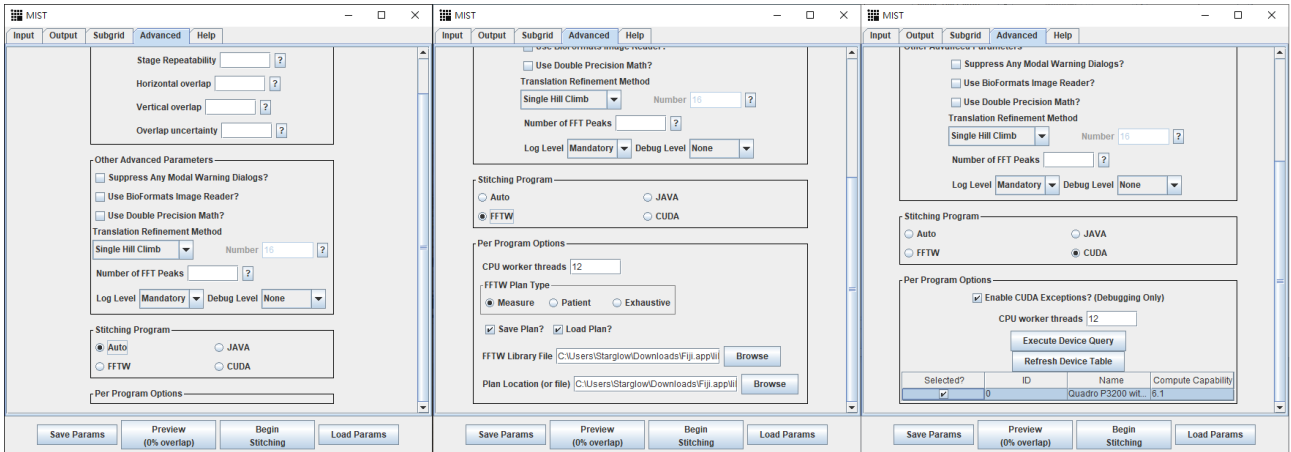 MIST
Input Output Subgrid Advanced Help
Stage Repeatability ?
Horizontal overlap ?
Vertical overlap ?
Overlap uncertainty ?
Other Advanced Parameters
Suppress Any Modal Warning Dialogs?
Use BioFormats Image Reader?
Use Double Precision Math?
Translation Refinement Method
Single Hill Climb Number 16 ?
Number of FFT Peaks ?
Log Level Mandatory Debug Level None
Stitching Program
Auto JAVA
FFTW CUDA
Per Program Options
Save Params Preview (0% overlap) Begin Stitching Load Params
MIST
Input Output Subgrid Advanced Help
Use BioFormats Image Reader?
Use Double Precision Math?
Translation Refinement Method
Single Hill Climb Number 16 ?
Number of FFT Peaks ?
Log Level Mandatory Debug Level None
Stitching Program
Auto JAVA
FFTW CUDA
Per Program Options
CPU worker threads 12
FFTW Plan Type
Measure Patient Exhaustive
Save Plan? Load Plan?
FFTW Library File C:\Users\Starglow\Downloads\Fiji.app\li Browse
Plan Location (or file) C:\Users\Starglow\Downloads\Fiji.app\li Browse
Save Params Preview (0% overlap) Begin Stitching Load Params
MIST
Input Output Subgrid Advanced Help
Other Advanced Parameters
Suppress Any Modal Warning Dialogs?
Use BioFormats Image Reader?
Use Double Precision Math?
Translation Refinement Method
Single Hill Climb Number 16 ?
Number of FFT Peaks ?
Log Level Mandatory Debug Level None
Stitching Program
Auto JAVA
FFTW CUDA
Per Program Options
Enable CUDA Exceptions? (Debugging Only)
CPU worker threads 12
Execute Device Query
Refresh Device Table
Selected? ID Name Compute Capability
0 Quadro P3200 wit... 6.1
Save Params Preview (0% overlap) Begin Stitching Load Params